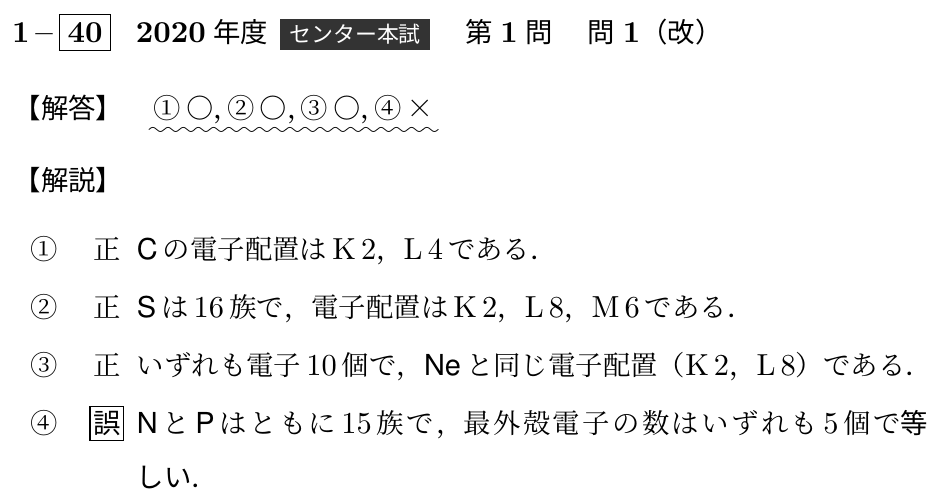 1−40 2020 年度 センター本試 第 1 問 問 1（改）
【解答】 ①○, ②○, ③○, ④×
【解説】
① 正 Cの電子配置はK 2，L 4である．
② 正 Sは16族で，電子配置はK 2，L 8，M 6である．
③ 正 いずれも電子10個で，Neと同じ電子配置（K 2，L 8）である．
④ 誤 NとPはともに15族で，最外殻電子の数はいずれも5個で等
しい．